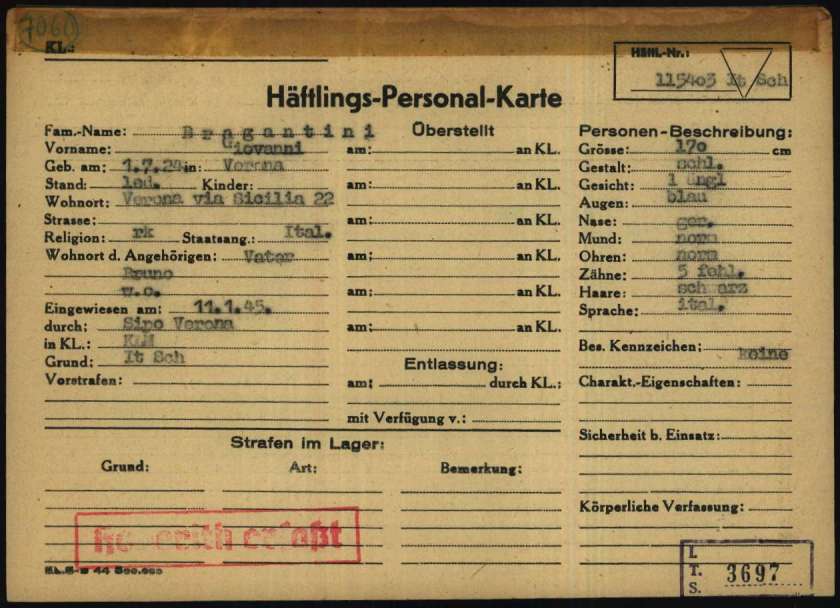 7060
KL:
Häftl.-Nr.:
115403 It Sch
Häftlings-Personal-Karte
Fam.-Name: Bragantini
Vorname: Giovanni
Geb. am: 1.7.24 in: Verona
Stand: led. Kinder:
Wohnort: Verona via Sicilia 22
Strasse:
Religion: rk Staatsang.: Ital.
Wohnort d. Angehörigen: Vater
Bruno
w.o.
Eingewiesen am: 11.1.45.
durch: Sipo Verona
in KL.: KLM
Grund: It Sch
Vorstrafen:
Überstellt
am: an KL.
am: an KL.
am: an KL.
am: an KL.
am: an KL.
am: an KL.
Entlassung:
am: durch KL.:
mit Verfügung v.:
Personen-Beschreibung:
Grösse: 170 cm
Gestalt: schl.
Gesicht: längl
Augen: blau
Nase: ger.
Mund: norm
Ohren: norm
Zähne: 5 fehl.
Haare: schwarz
Sprache: ital.
Bes. Kennzeichen: keine
Charakt.-Eigenschaften:
Sicherheit b. Einsatz:
Körperliche Verfassung:
Strafen im Lager:
Grund: Art: Bemerkung:
Hollerith erfaßt
I.
T. 3697
S.